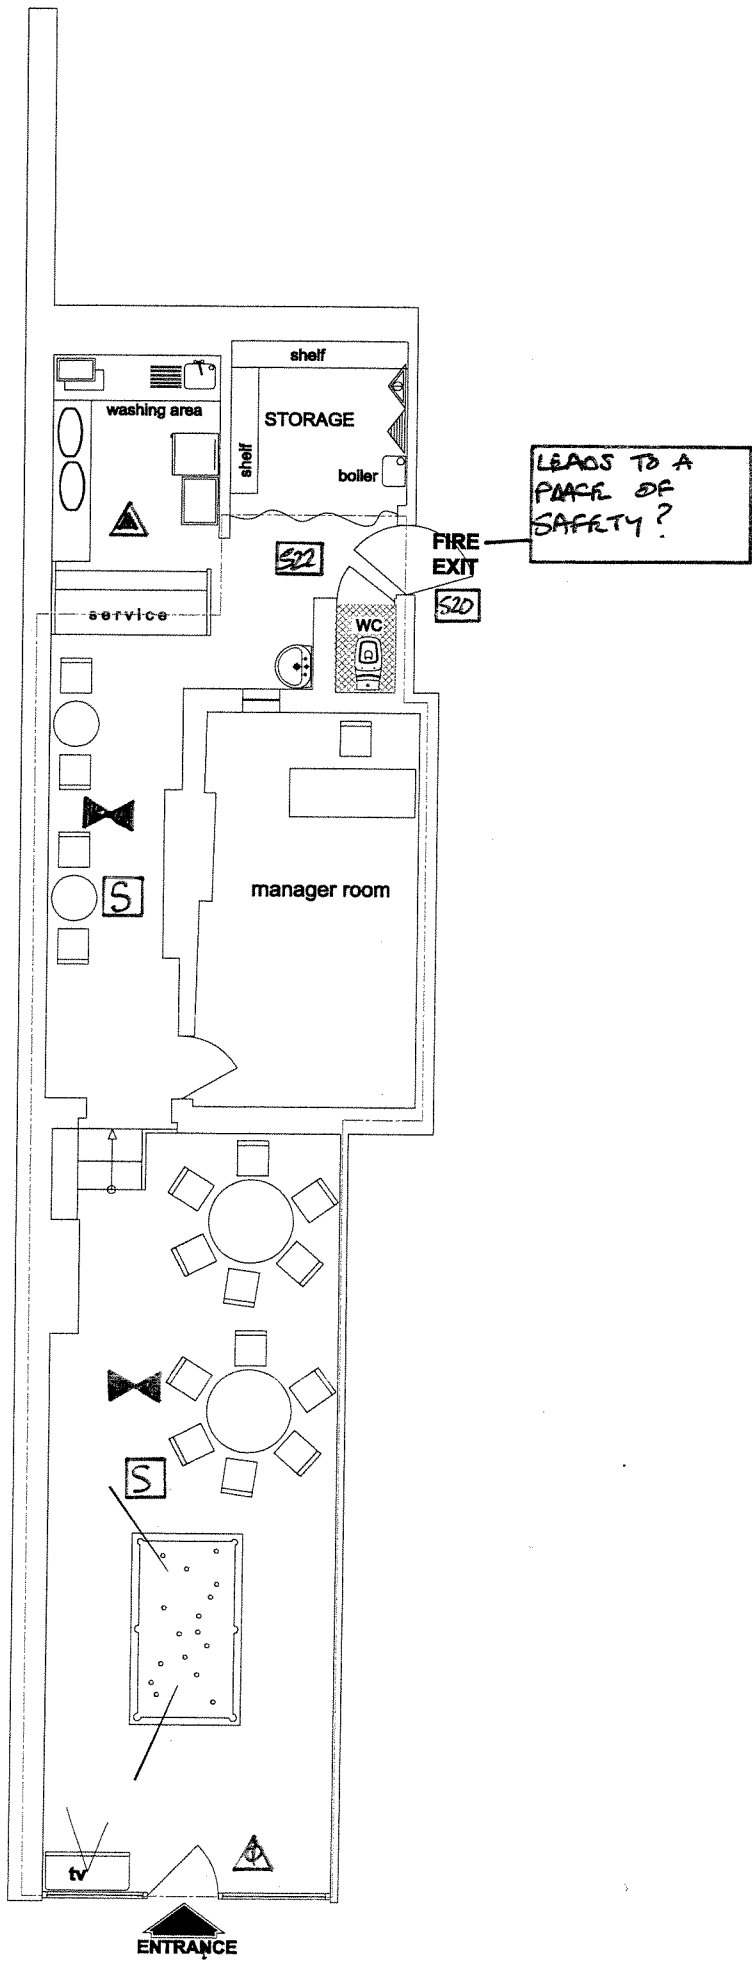 shelf
washing area
STORAGE
shelf
boiler
LEADS TO A
PLACE OF
SAFETY?
FIRE
EXIT
S22
S20
service
WC
S
manager room
S
tv
ENTRANCE